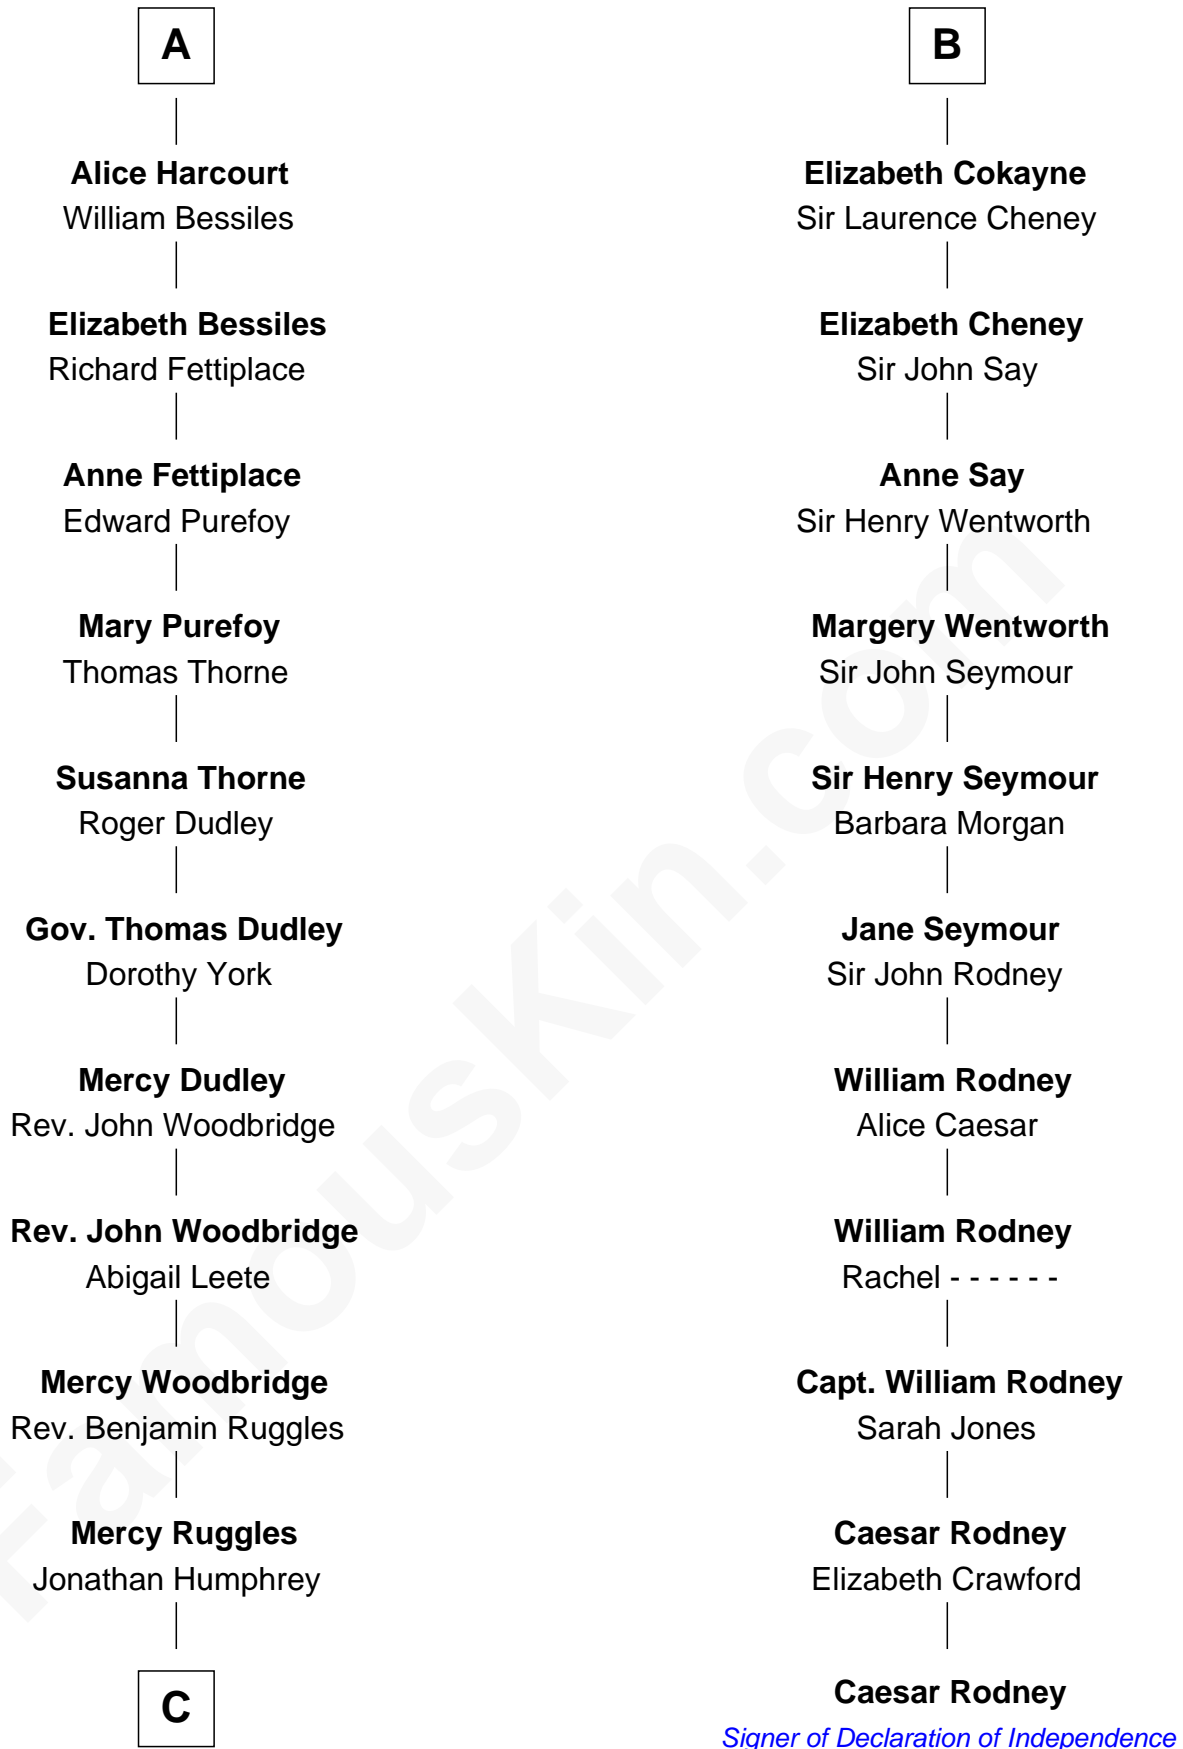 A
Alice Harcourt
William Bessiles
Elizabeth Bessiles
Richard Fettiplace
Anne Fettiplace
Edward Purefoy
Mary Purefoy
Thomas Thorne
Susanna Thorne
Roger Dudley
Gov. Thomas Dudley
Dorothy York
Mercy Dudley
Rev. John Woodbridge
Rev. John Woodbridge
Abigail Leete
Mercy Woodbridge
Rev. Benjamin Ruggles
Mercy Ruggles
Jonathan Humphrey
C
B
Elizabeth Cokayne
Sir Laurence Cheney
Elizabeth Cheney
Sir John Say
Anne Say
Sir Henry Wentworth
Margery Wentworth
Sir John Seymour
Sir Henry Seymour
Barbara Morgan
Jane Seymour
Sir John Rodney
William Rodney
Alice Caesar
William Rodney
Rachel - - - - - -
Capt. William Rodney
Sarah Jones
Caesar Rodney
Elizabeth Crawford
Caesar Rodney
Signer of Declaration of Independence
FamousKin.com